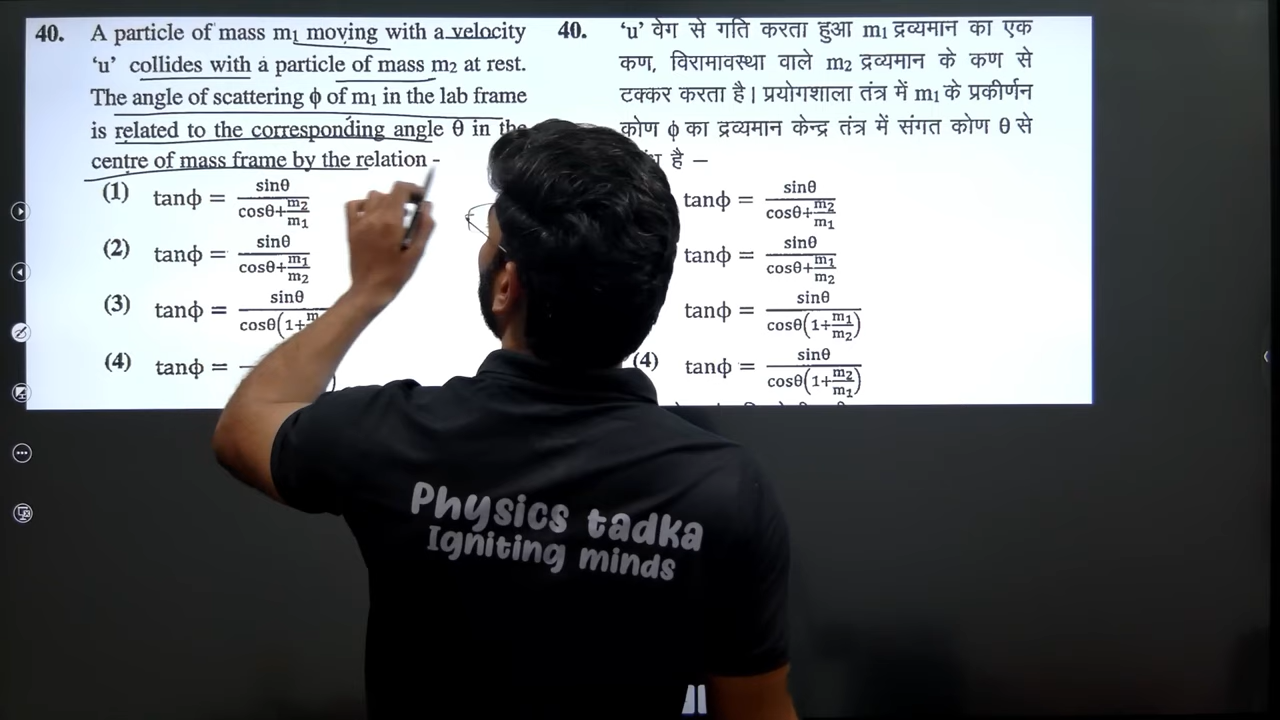 40. A particle of mass m₁ moving with a velocity
'u' collides with a particle of mass m₂ at rest.
The angle of scattering ϕ of m₁ in the lab frame
is related to the corresponding angle θ in the
centre of mass frame by the relation -
(1) tanϕ = sinθ/(cosθ+m₂/m₁)
(2) tanϕ = sinθ/(cosθ+m₁/m₂)
(3) tanϕ = sinθ/cosθ(1+m
(4) tanϕ =
40. 'u' वेग से गति करता हुआ m₁ द्रव्यमान का एक
कण, विरामावस्था वाले m₂ द्रव्यमान के कण से
टक्कर करता है। प्रयोगशाला तंत्र में m₁ के प्रकीर्णन
कोण ϕ का द्रव्यमान केन्द्र तंत्र में संगत कोण θ से
है –
tanϕ = sinθ/(cosθ+m₂/m₁)
tanϕ = sinθ/(cosθ+m₁/m₂)
tanϕ = sinθ/cosθ(1+m₁/m₂)
(4) tanϕ = sinθ/cosθ(1+m₂/m₁)
Physics tadka
Igniting minds